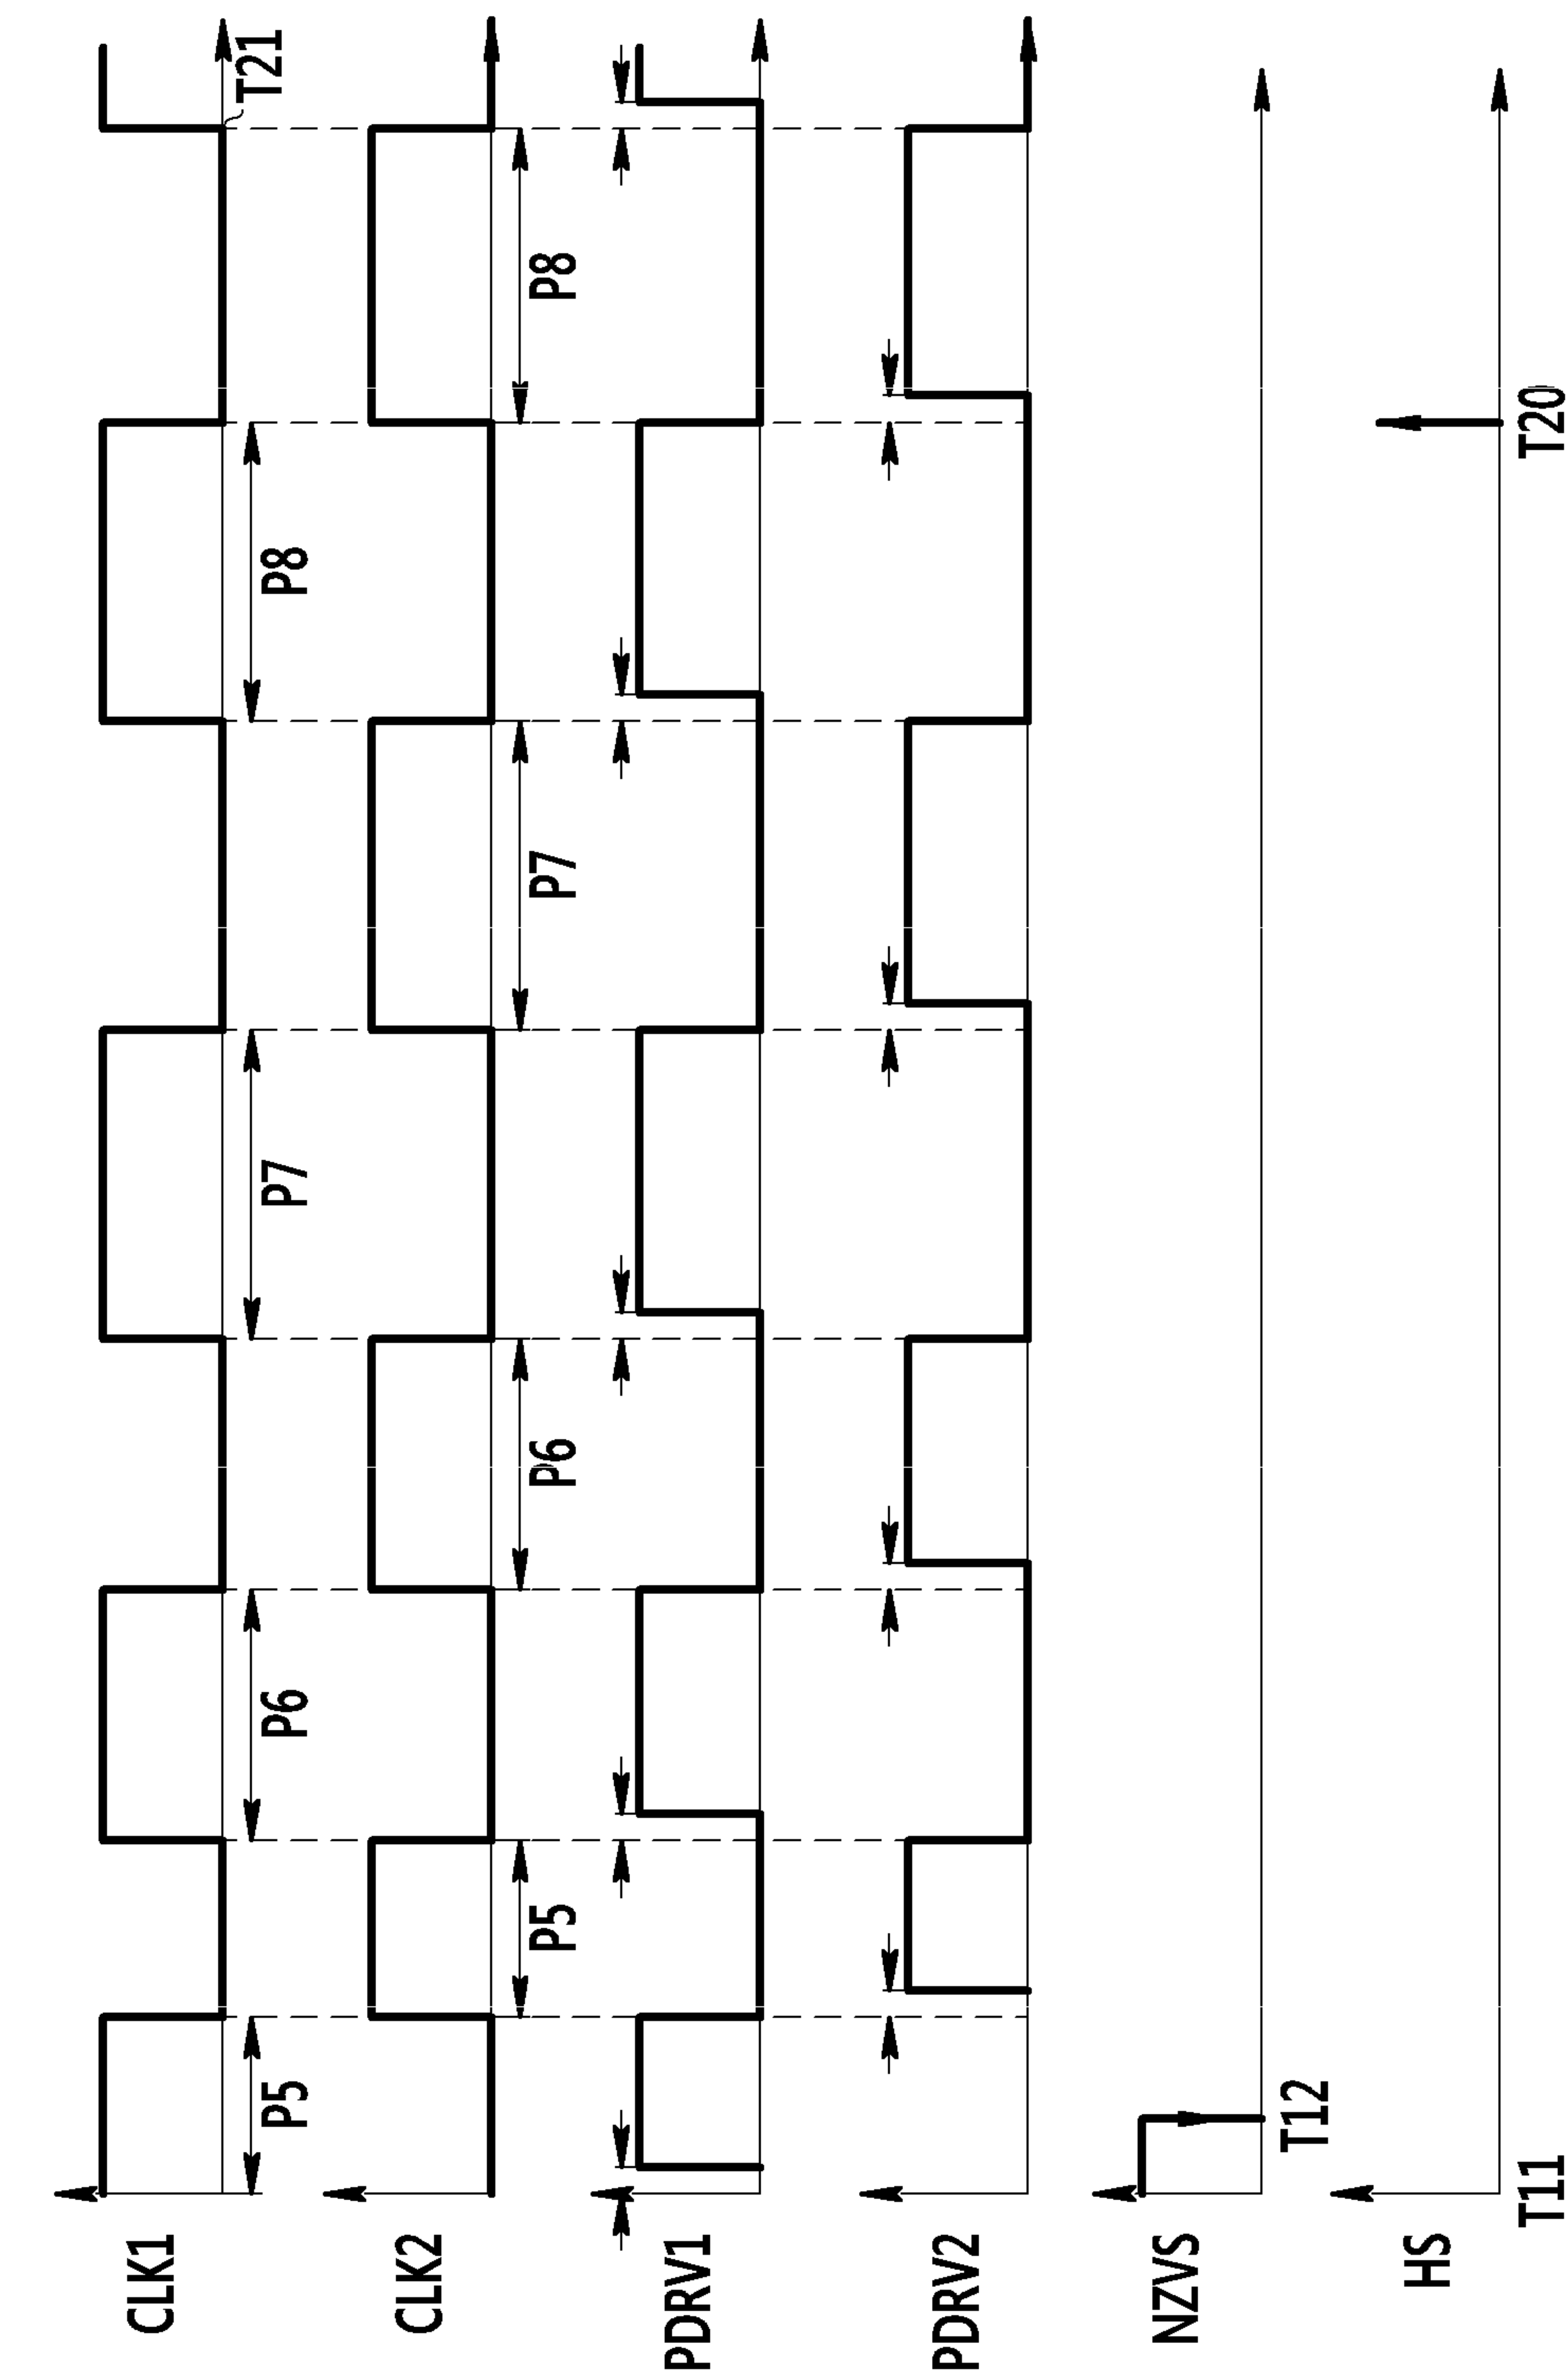 CLK1
P5
P6
P7
P8
T21
CLK2
P5
P6
P7
P8
PDRV1
PDRV2
NZVS
T12
HS
T11
T20